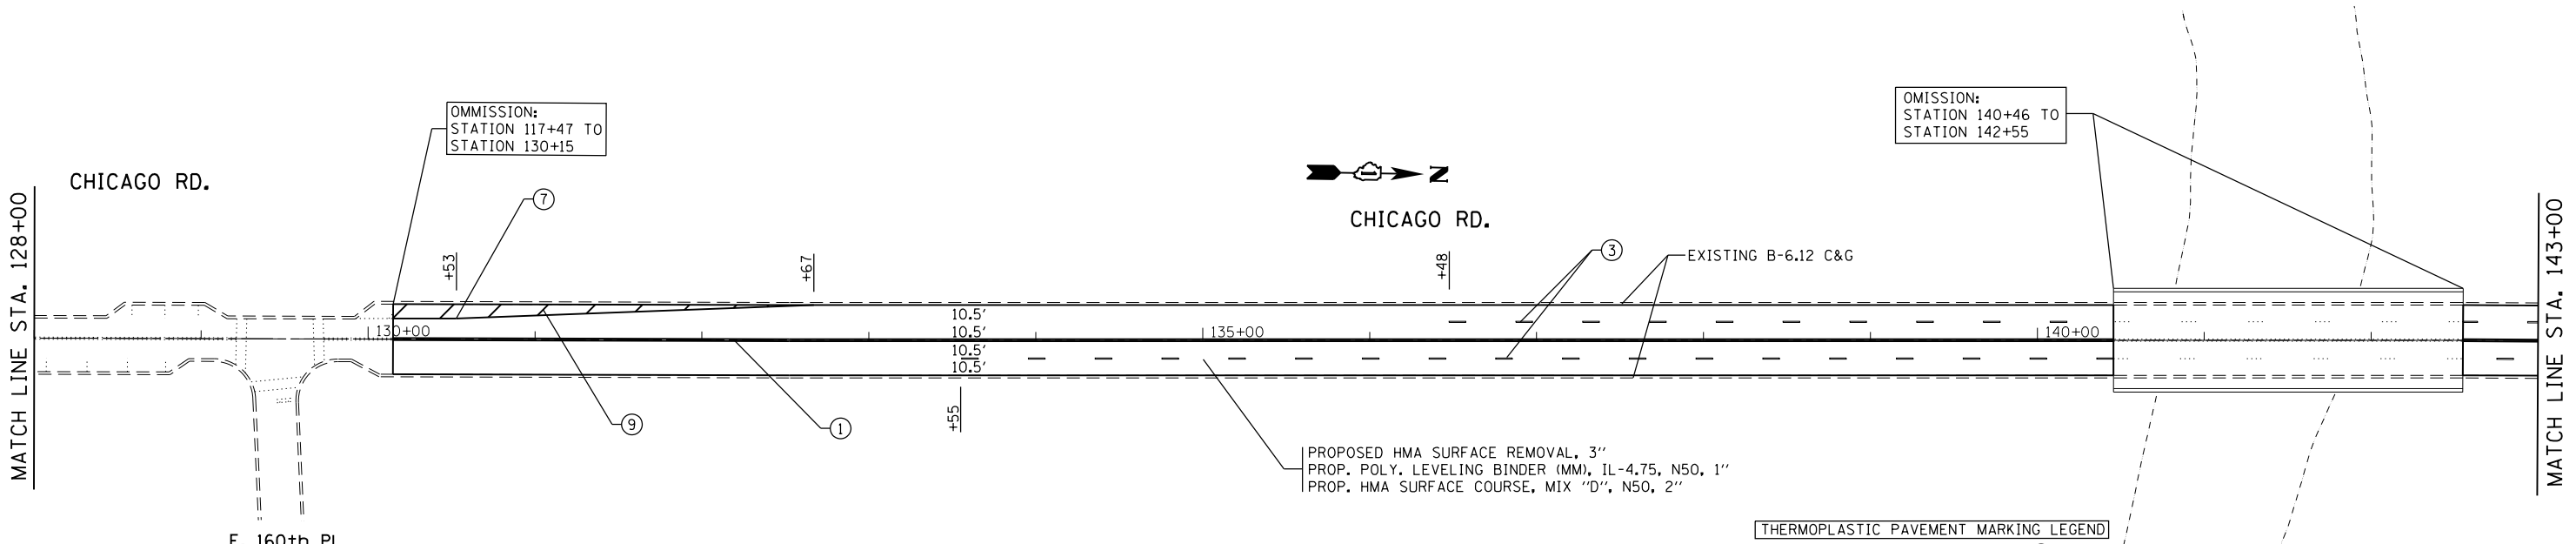 OMMISSION:
STATION 117+47 TO
STATION 130+15
OMISSION:
STATION 140+46 TO
STATION 142+55
CHICAGO RD.
N
CHICAGO RD.
MATCH LINE STA. 128+00
MATCH LINE STA. 143+00
7
3
+53
+67
+48
EXISTING B-6.12 C&G
130+00
135+00
140+00
10.5'
10.5'
10.5'
10.5'
9
1
+55
PROPOSED HMA SURFACE REMOVAL, 3"
PROP. POLY. LEVELING BINDER (MM), IL-4.75, N50, 1"
PROP. HMA SURFACE COURSE, MIX "D", N50, 2"
THERMOPLASTIC PAVEMENT MARKING LEGEND
E. 160th PL